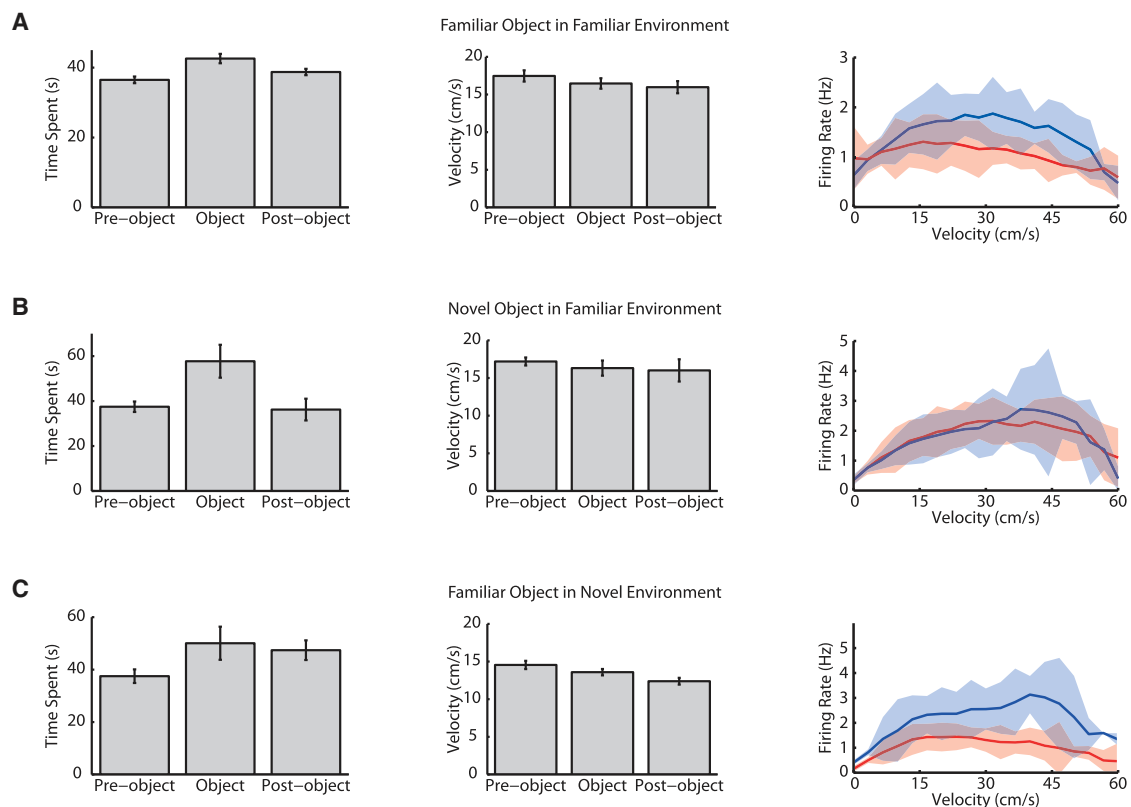 A
Familiar Object in Familiar Environment
Time Spent (s)
40
20
0
Pre−object Object Post−object
Velocity (cm/s)
20
15
10
5
0
Pre−object Object Post−object
Firing Rate (Hz)
3
2
1
0
0 15 30 45 60
Velocity (cm/s)
B
Novel Object in Familiar Environment
Time Spent (s)
60
40
20
0
Pre−object Object Post−object
Velocity (cm/s)
20
15
10
5
0
Pre−object Object Post−object
Firing Rate (Hz)
5
4
3
2
1
0
0 15 30 45 60
Velocity (cm/s)
C
Familiar Object in Novel Environment
Time Spent (s)
60
40
20
0
Pre−object Object Post−object
Velocity (cm/s)
20
15
10
5
0
Pre−object Object Post−object
Firing Rate (Hz)
5
4
3
2
1
0
0 15 30 45 60
Velocity (cm/s)